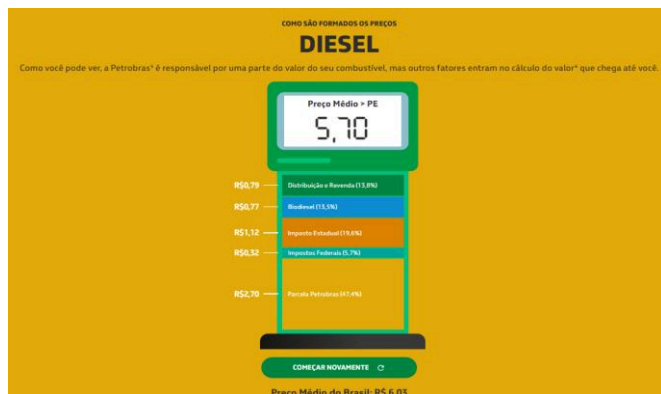 COMO SÃO FORMADOS OS PREÇOS
DIESEL
Como você pode ver, a Petrobras¹ é responsável por uma parte do valor do seu combustível, mas outros fatores entram no cálculo do valor² que chega até você.
Preço Médio > PE
5,70
R$0,79 Distribuição e Revenda (13,8%)
R$0,77 Biodiesel (13,5%)
R$1,12 Imposto Estadual (19,6%)
R$0,32 Impostos Federais (5,7%)
R$2,70 Parcela Petrobras (47,4%)
COMEÇAR NOVAMENTE
Preço Médio do Brasil: R$ 6,03